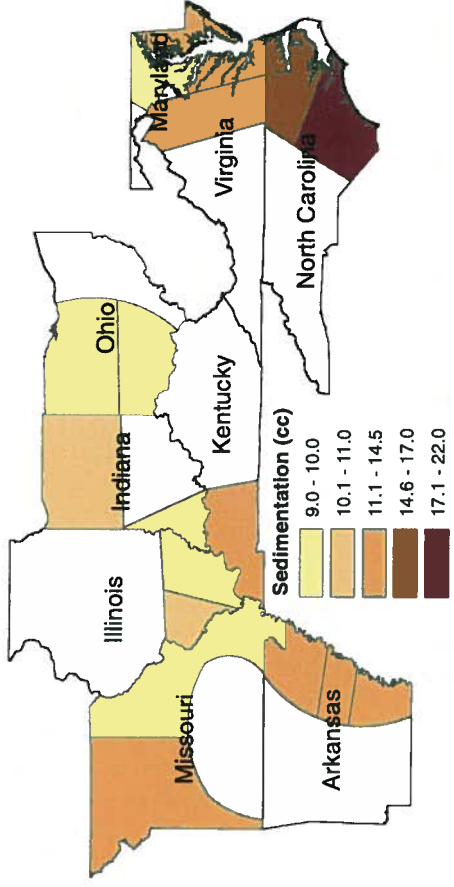 Maryland
Virginia
North Carolina
Ohio
Kentucky
Indiana
Illinois
Missouri
Arkansas
Sedimentation (cc)
9.0 - 10.0
10.1 - 11.0
11.1 - 14.5
14.6 - 17.0
17.1 - 22.0